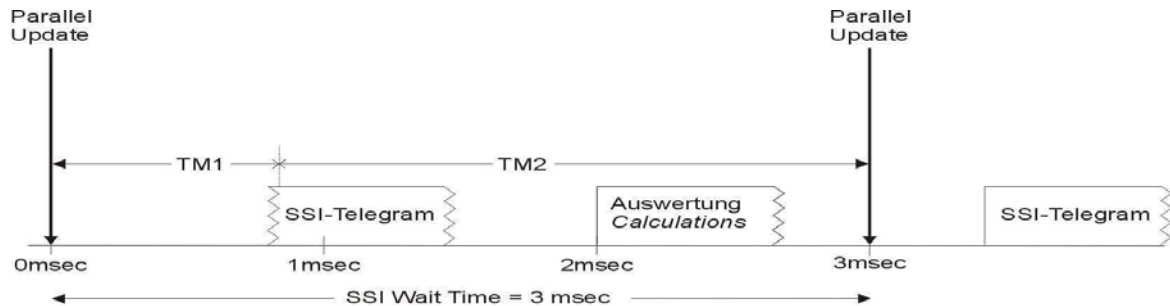 Parallel
Update
Parallel
Update
TM1
TM2
SSI-Telegram
Auswertung
Calculations
SSI-Telegram
0msec
1msec
2msec
3msec
SSI Wait Time = 3 msec